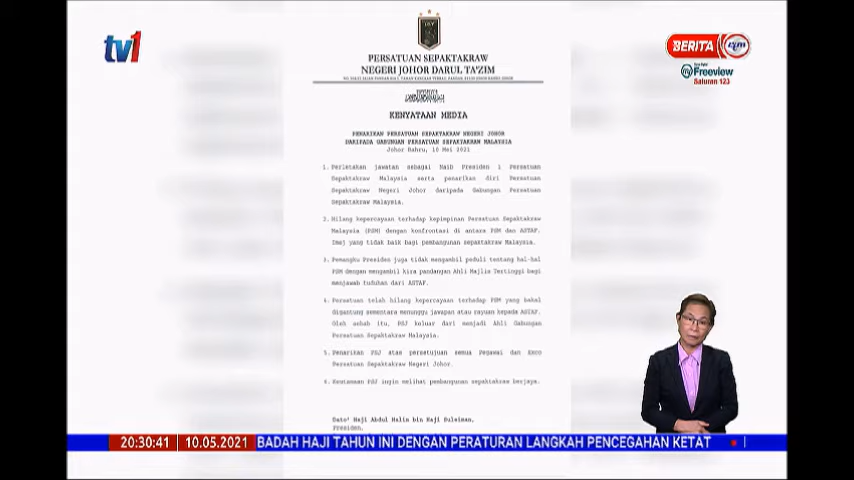 tv1
BERITA rtm
myFreeview
Saluran 123
PERSATUAN SEPAKTAKRAW
NEGERI JOHOR DARUL TA'ZIM
KENYATAAN MEDIA
PENARIKAN PERSATUAN SEPAKTAKRAW NEGERI JOHOR
DARIPADA GABUNGAN PERSATUAN SEPAKTAKRAW MALAYSIA
Johor Bahru, 10 Mei 2021
1. Perletakan jawatan sebagai Naib Presiden 1 Persatuan
Sepaktakraw Malaysia serta penarikan diri Persatuan
Sepaktakraw Negeri Johor daripada Gabungan Persatuan
Sepaktakraw Malaysia.
2. Hilang kepercayaan terhadap kepimpinan Persatuan Sepaktakraw
Malaysia (PSM) dengan konfrontasi di antara PSM dan ASTAF.
Imej yang tidak baik bagi pembangunan sepaktakraw Malaysia.
3. Pemangku Presiden juga tidak mengambil peduli tentang hal-hal
PSM dengan mengambil kira pandangan Ahli Majlis Tertinggi bagi
menjawab tuduhan dari ASTAF.
4. Persatuan telah hilang kepercayaan terhadap PSM yang bakal
digantung sementara menunggu jawapan atau rayuan kepada ASTAF.
Oleh sebab itu, PSJ keluar dari menjadi Ahli Gabungan
Persatuan Sepaktakraw Malaysia.
5. Penarikan PSJ atas persetujuan semua Pegawai dan Exco
Persatuan Sepaktakraw Negeri Johor.
6. Kesemuaan PSJ ingin melihat pembangunan sepaktakraw berjaya.
Dato' Haji Abdul Halim bin Haji Suleiman,
Presiden,
20:30:41 10.05.2021 BADAH HAJI TAHUN INI DENGAN PERATURAN LANGKAH PENCEGAHAN KETAT